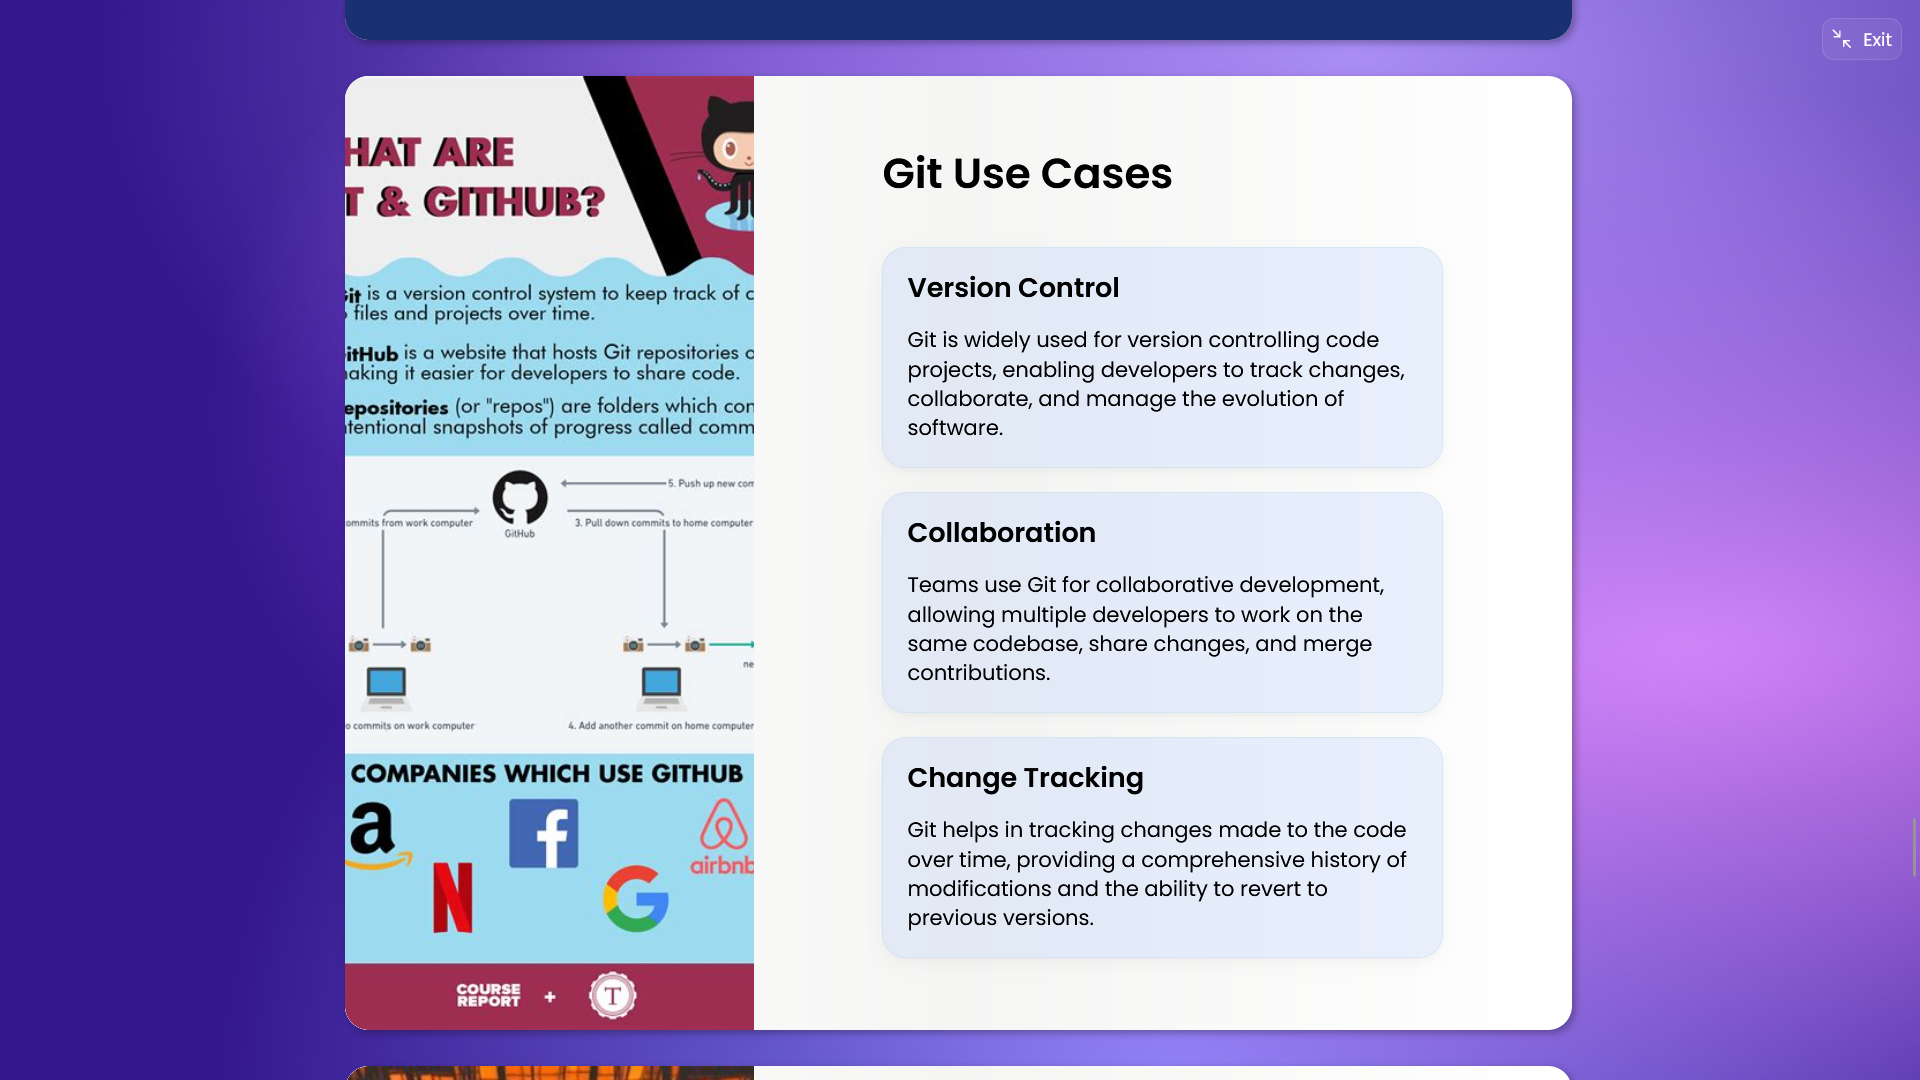 Exit
HAT ARE
T & GITHUB?
Git is a version control system to keep track of c
files and projects over time.
itHub is a website that hosts Git repositories o
aking it easier for developers to share code.
epositories (or "repos") are folders which con
tentional snapshots of progress called comm
5. Push up new com
ommits from work computer
3. Pull down commits to home computer
GitHub
ne
o commits on work computer
4. Add another commit on home computer
COMPANIES WHICH USE GITHUB
a
f
airbnb
N
G
COURSE
REPORT
+
T
Git Use Cases
Version Control
Git is widely used for version controlling code
projects, enabling developers to track changes,
collaborate, and manage the evolution of
software.
Collaboration
Teams use Git for collaborative development,
allowing multiple developers to work on the
same codebase, share changes, and merge
contributions.
Change Tracking
Git helps in tracking changes made to the code
over time, providing a comprehensive history of
modifications and the ability to revert to
previous versions.